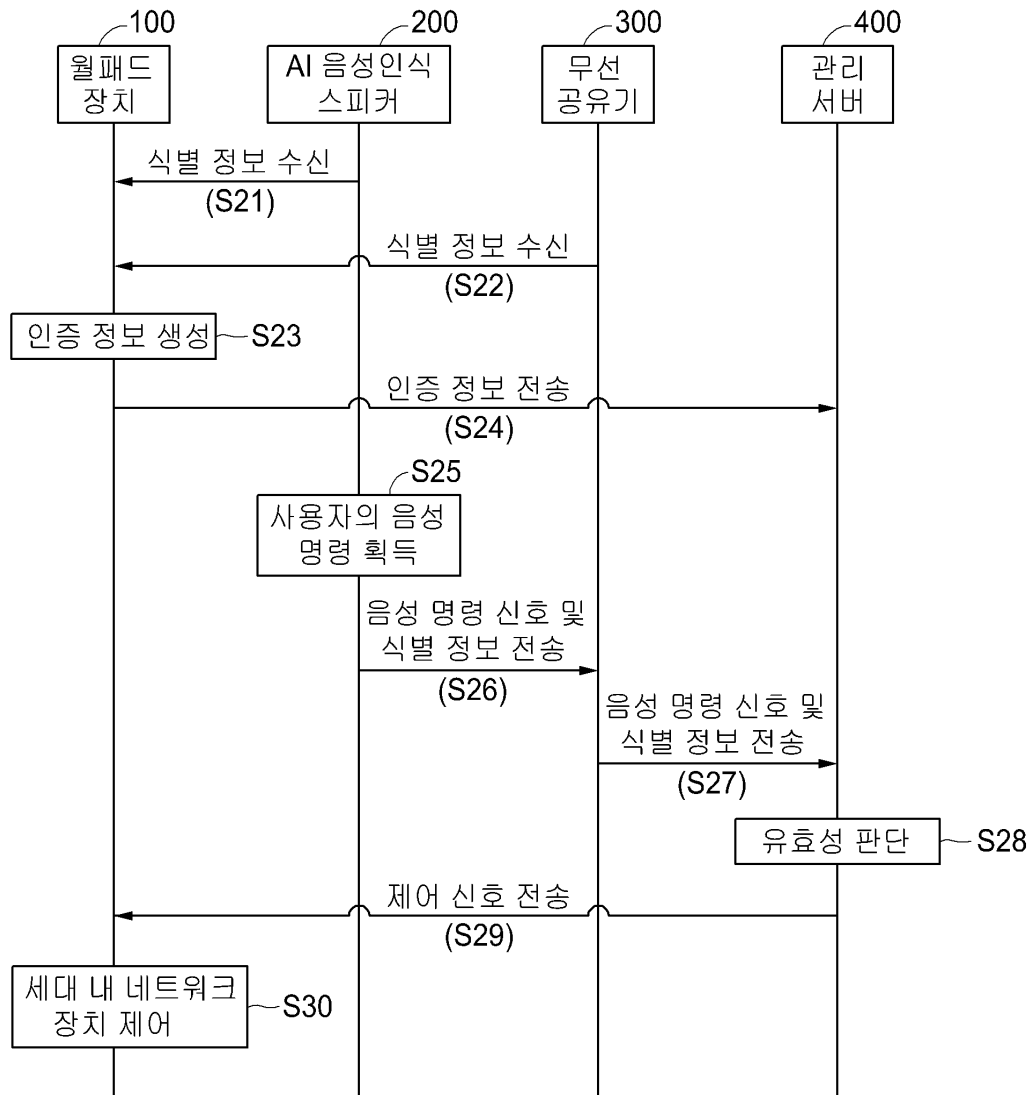 100
200
300
400
월패드
장치
AI 음성인식
스피커
무선
공유기
관리
서버
식별 정보 수신
(S21)
식별 정보 수신
(S22)
인증 정보 생성
S23
인증 정보 전송
(S24)
S25
사용자의 음성
명령 획득
음성 명령 신호 및
식별 정보 전송
(S26)
음성 명령 신호 및
식별 정보 전송
(S27)
유효성 판단
S28
제어 신호 전송
(S29)
세대 내 네트워크
장치 제어
S30